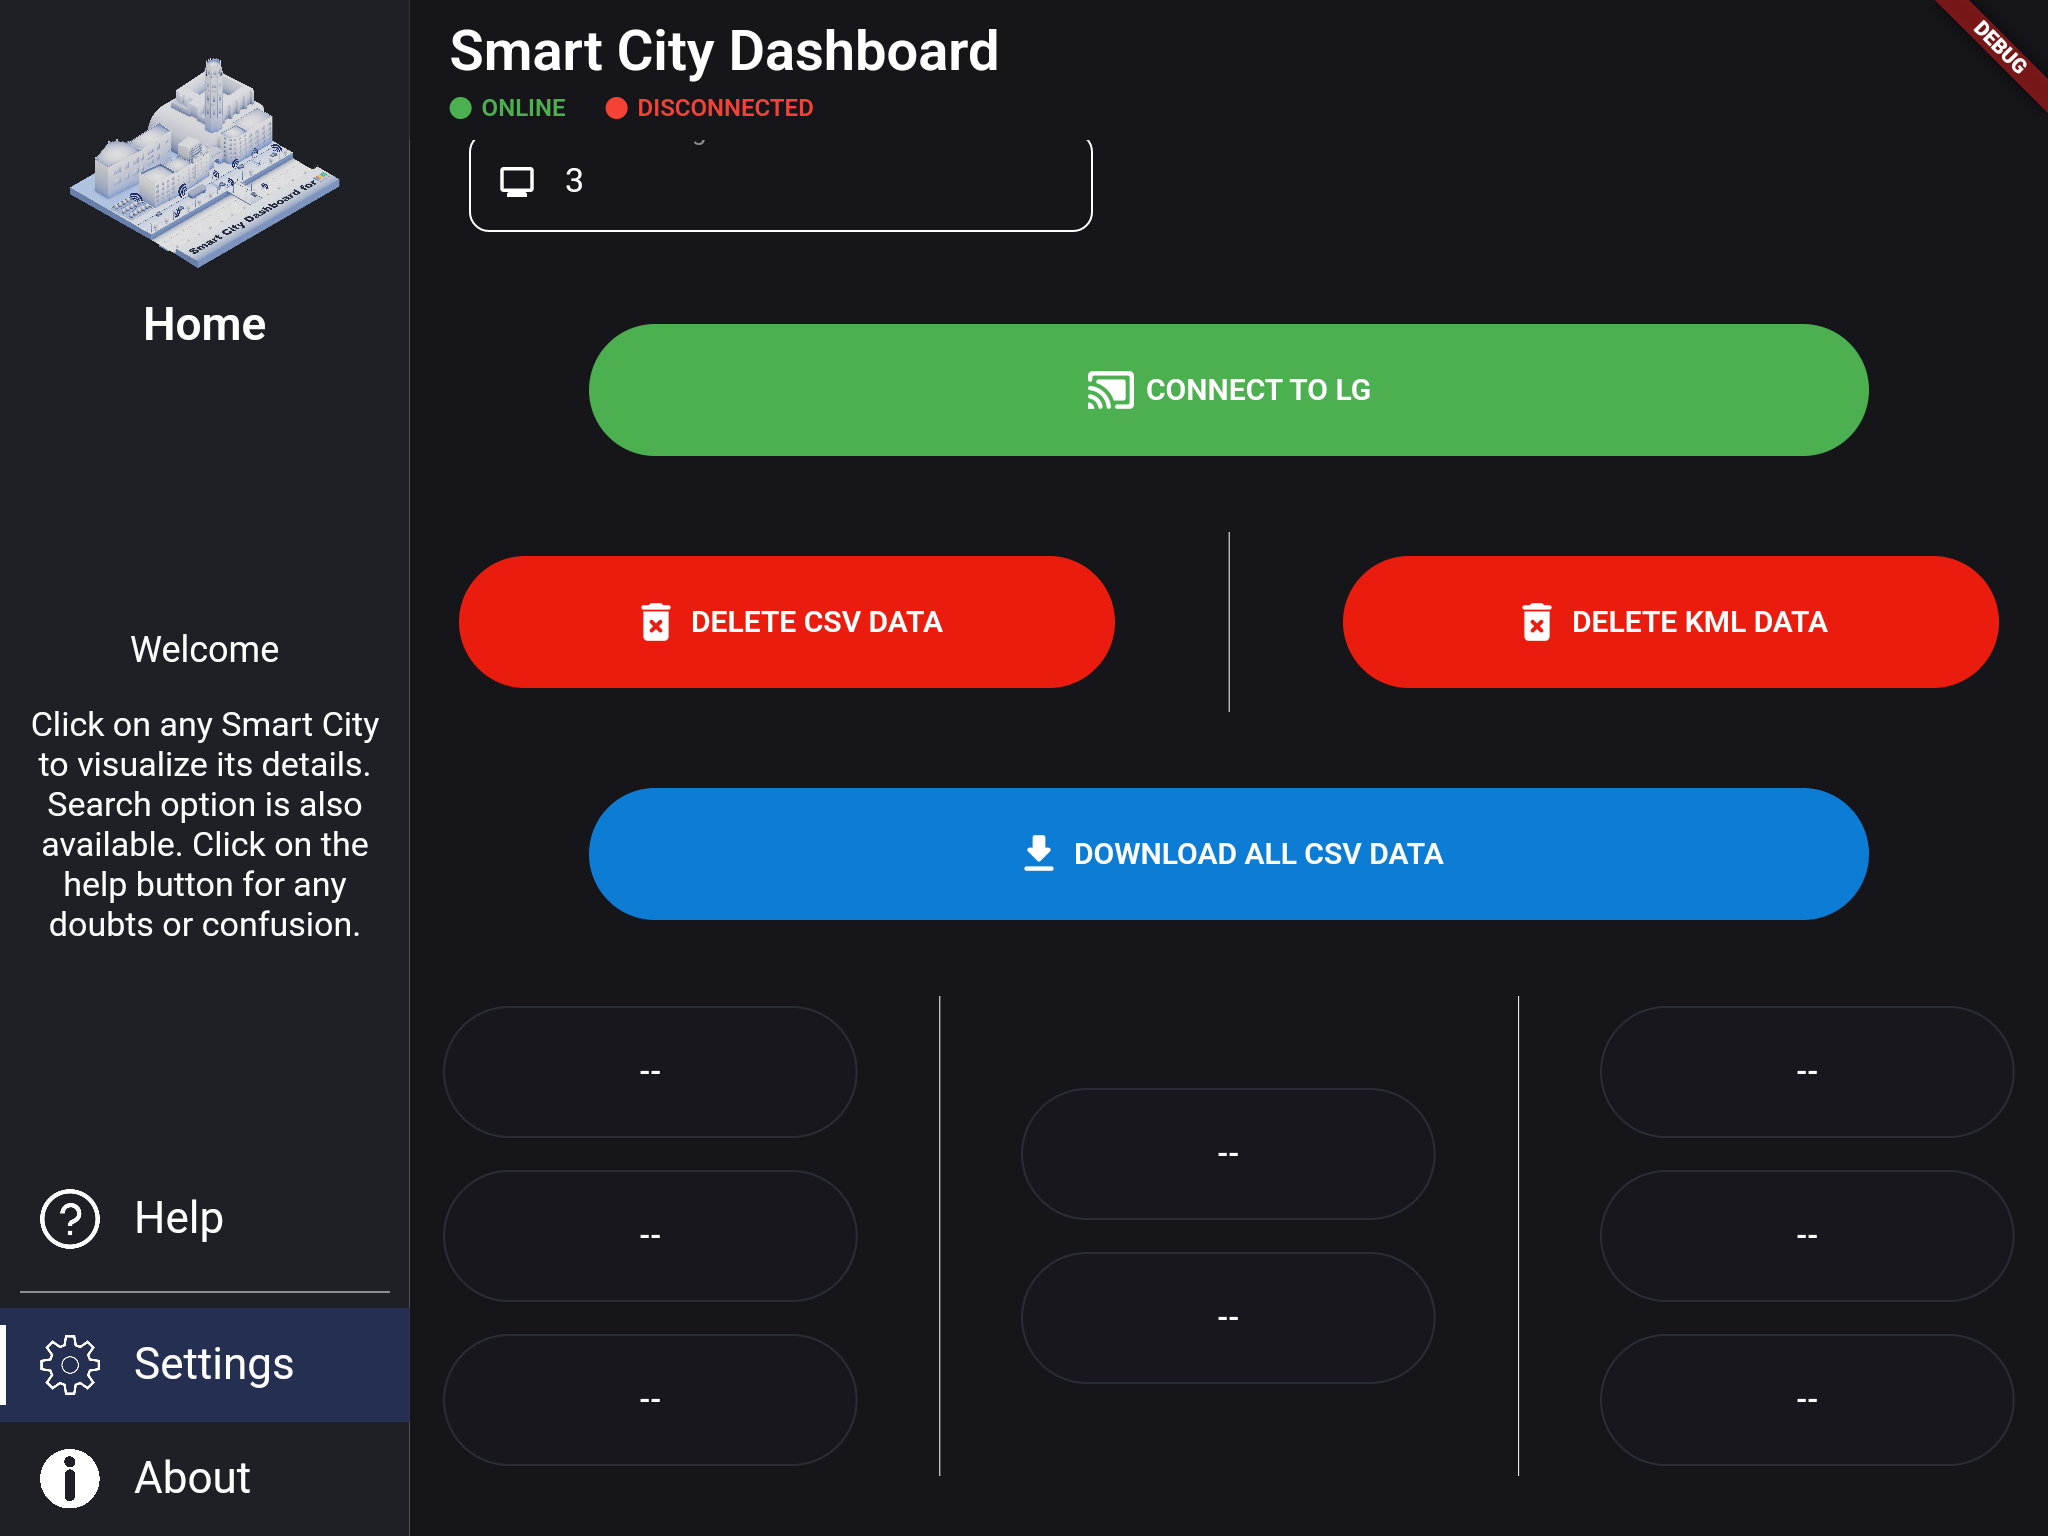 Smart City Dashboard
DEBUG
ONLINE
DISCONNECTED
3
Smart City Dashboard for
Home
CONNECT TO LG
DELETE CSV DATA
DELETE KML DATA
Welcome
Click on any Smart City
to visualize its details.
Search option is also
available. Click on the
help button for any
doubts or confusion.
DOWNLOAD ALL CSV DATA
--
--
--
--
--
--
--
--
Help
Settings
About